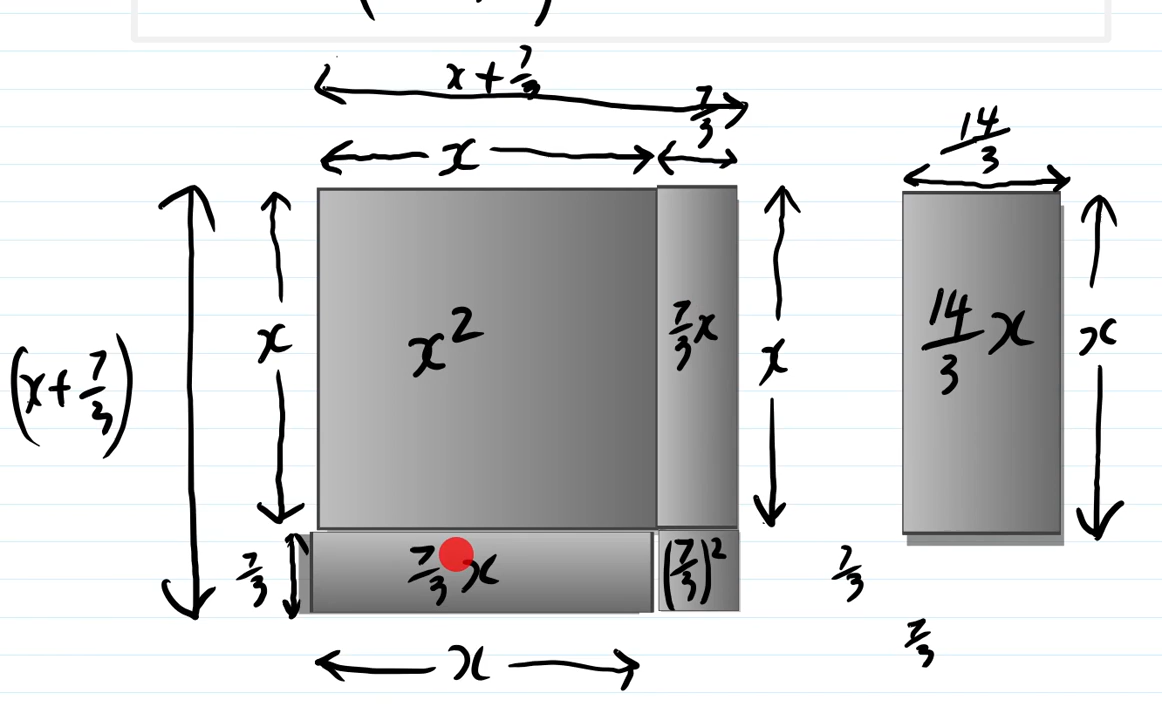 x + 7/3
7/3
x
14/3
x
x²
7/3 x
x
14/3 x
x
(x + 7/3)
7/3
7/3 x
(7/3)²
7/3
7/3
x